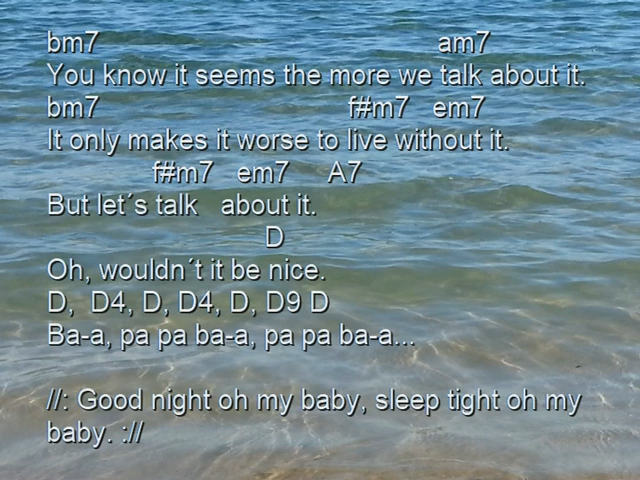 bm7 am7
You know it seems the more we talk about it.
bm7 f#m7 em7
It only makes it worse to live without it.
f#m7 em7 A7
But let´s talk about it.
D
Oh, wouldn´t it be nice.
D, D4, D, D4, D, D9 D
Ba-a, pa pa ba-a, pa pa ba-a...
//: Good night oh my baby, sleep tight oh my
baby. ://